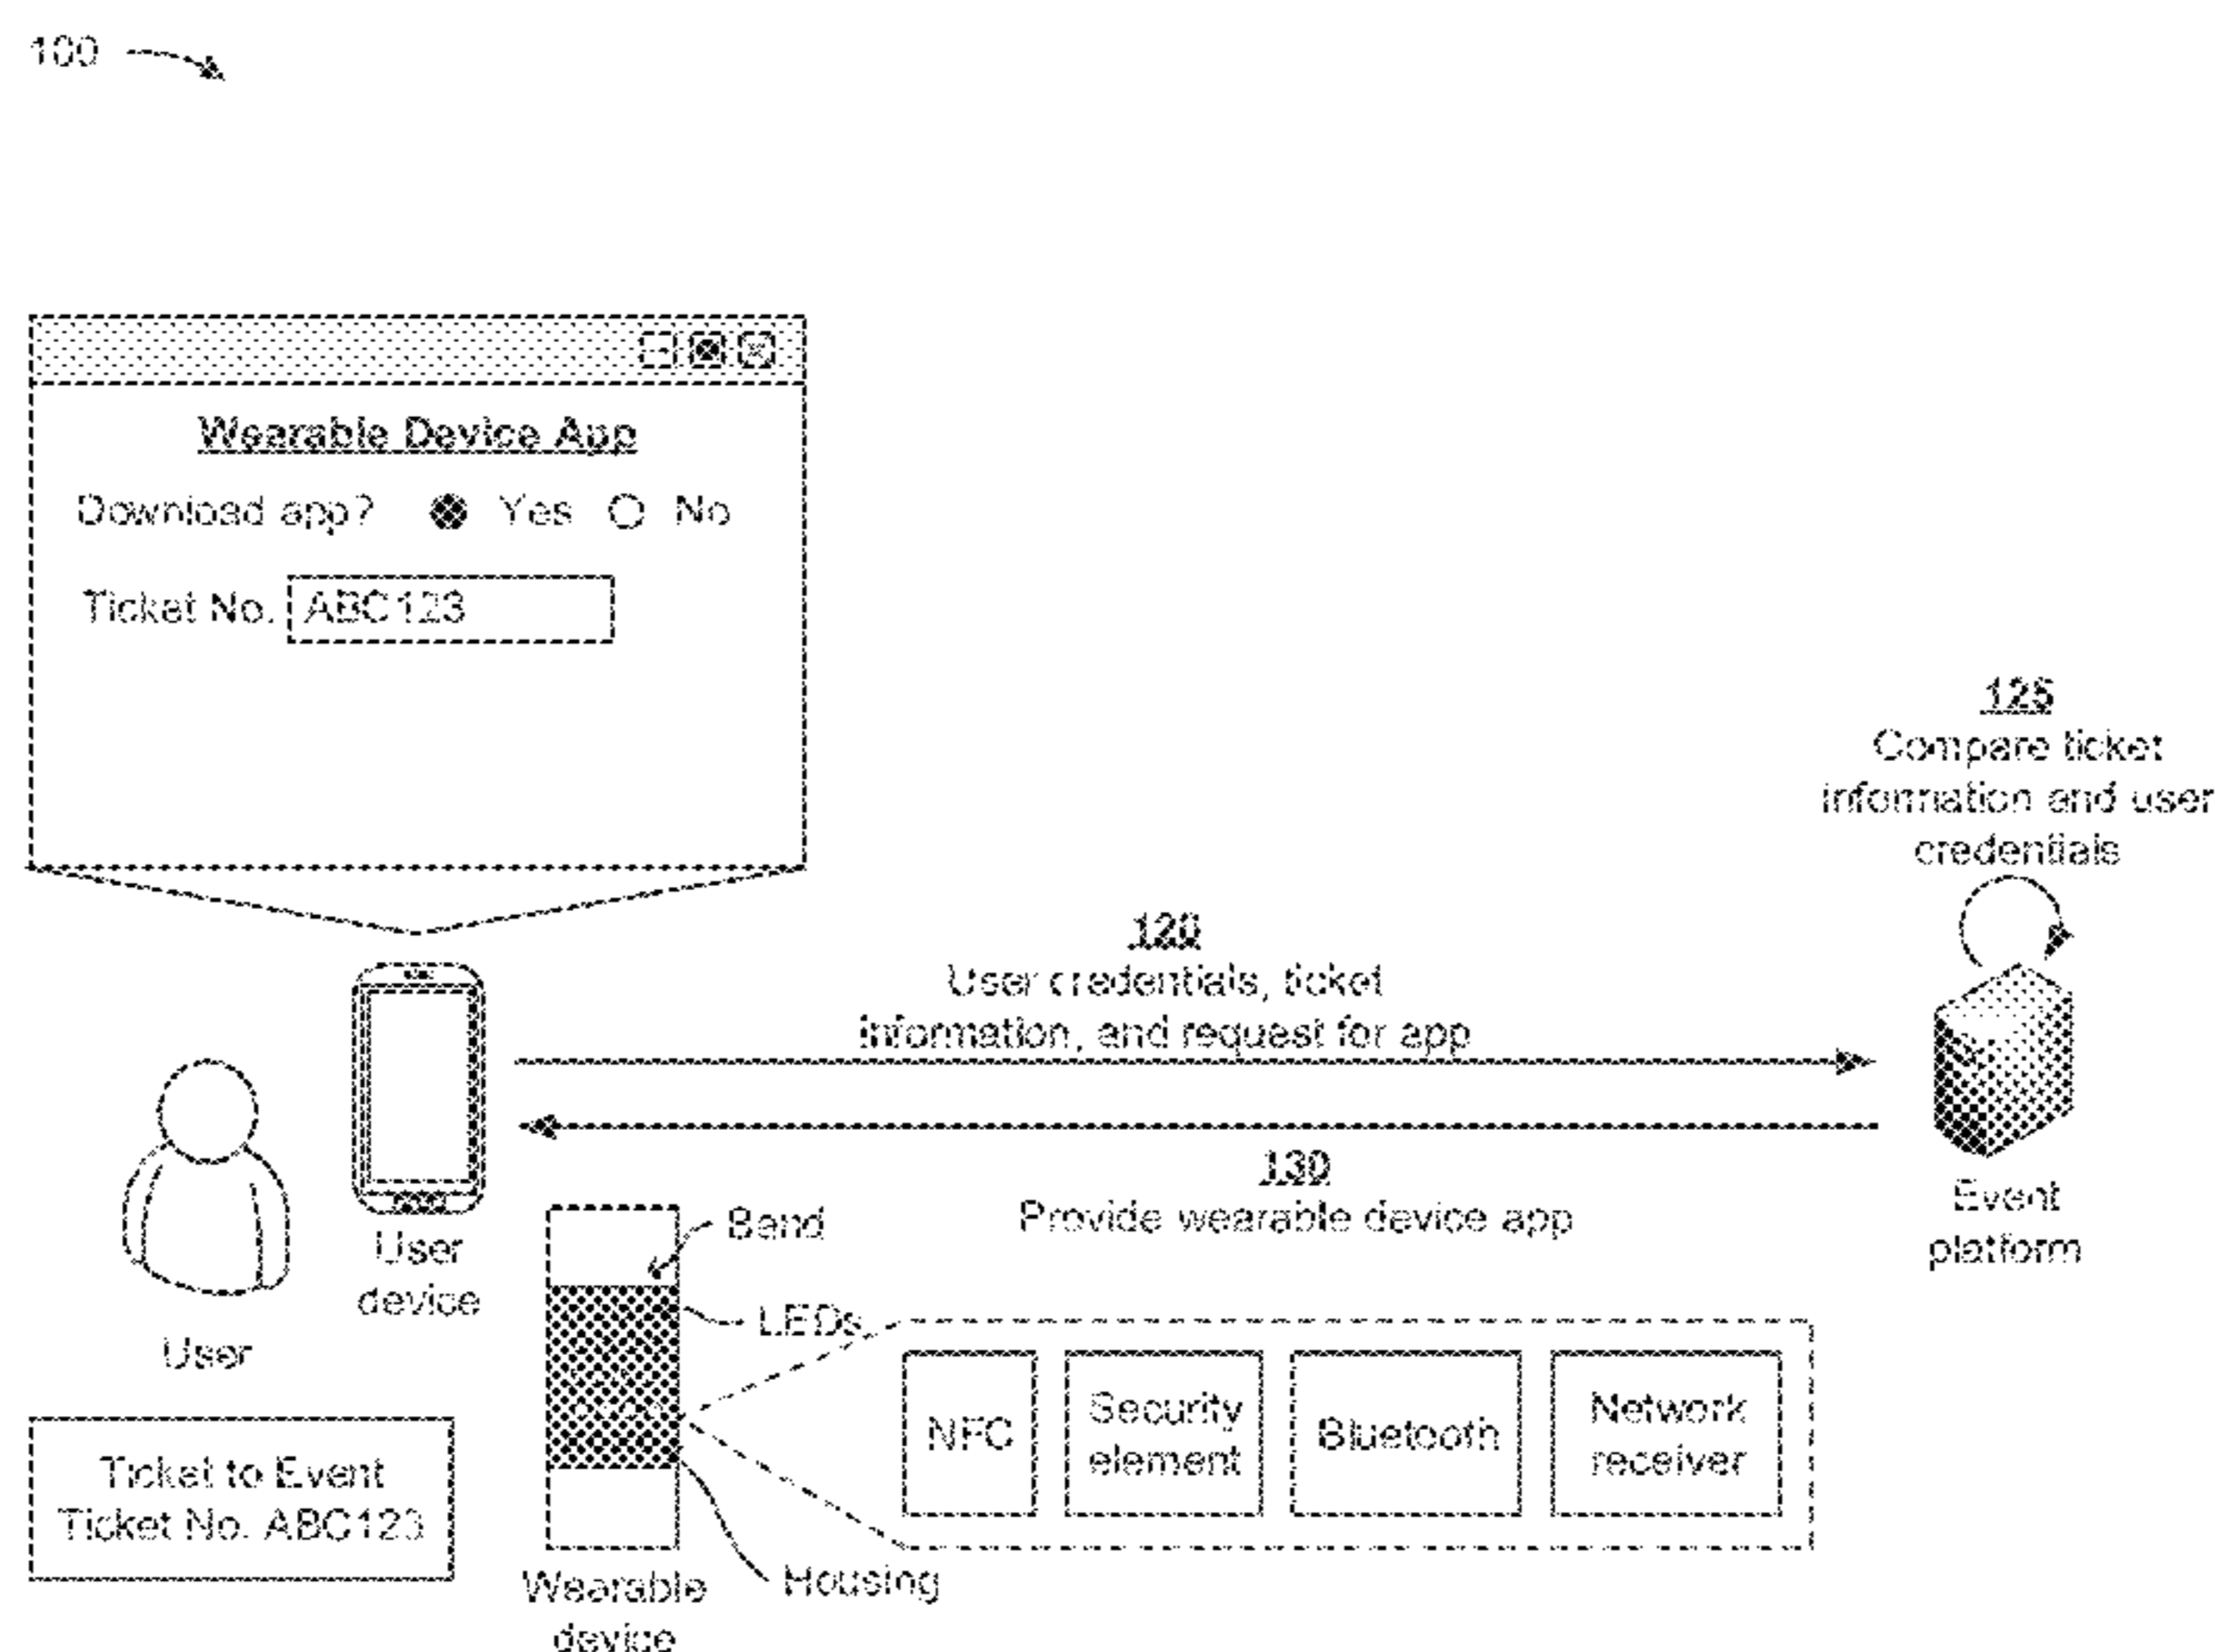 100
Wearable Device App
Download app? Yes No
Ticket No. ABC123
125
Compare ticket
information and user
credentials
120
User credentials, ticket
information, and request for app
130
Provide wearable device app
Event
platform
User
device
User
Band
LEDs
NFC
Security
element
Bluetooth
Network
receiver
Ticket to Event
Ticket No. ABC123
Housing
Wearable
device